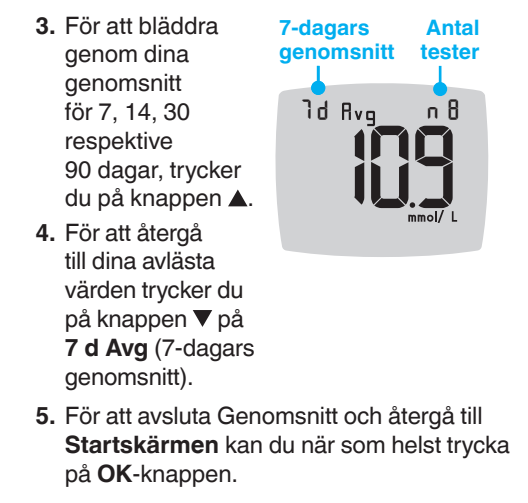 3. För att bläddra
genom dina
genomsnitt
för 7, 14, 30
respektive
90 dagar, trycker
du på knappen ▲.
4. För att återgå
till dina avlästa
värden trycker du
på knappen ▼ på
7 d Avg (7-dagars
genomsnitt).
7-dagars genomsnitt
Antal tester
7d Avg n 8
10.9
mmol/ L
5. För att avsluta Genomsnitt och återgå till
Startskärmen kan du när som helst trycka
på OK-knappen.